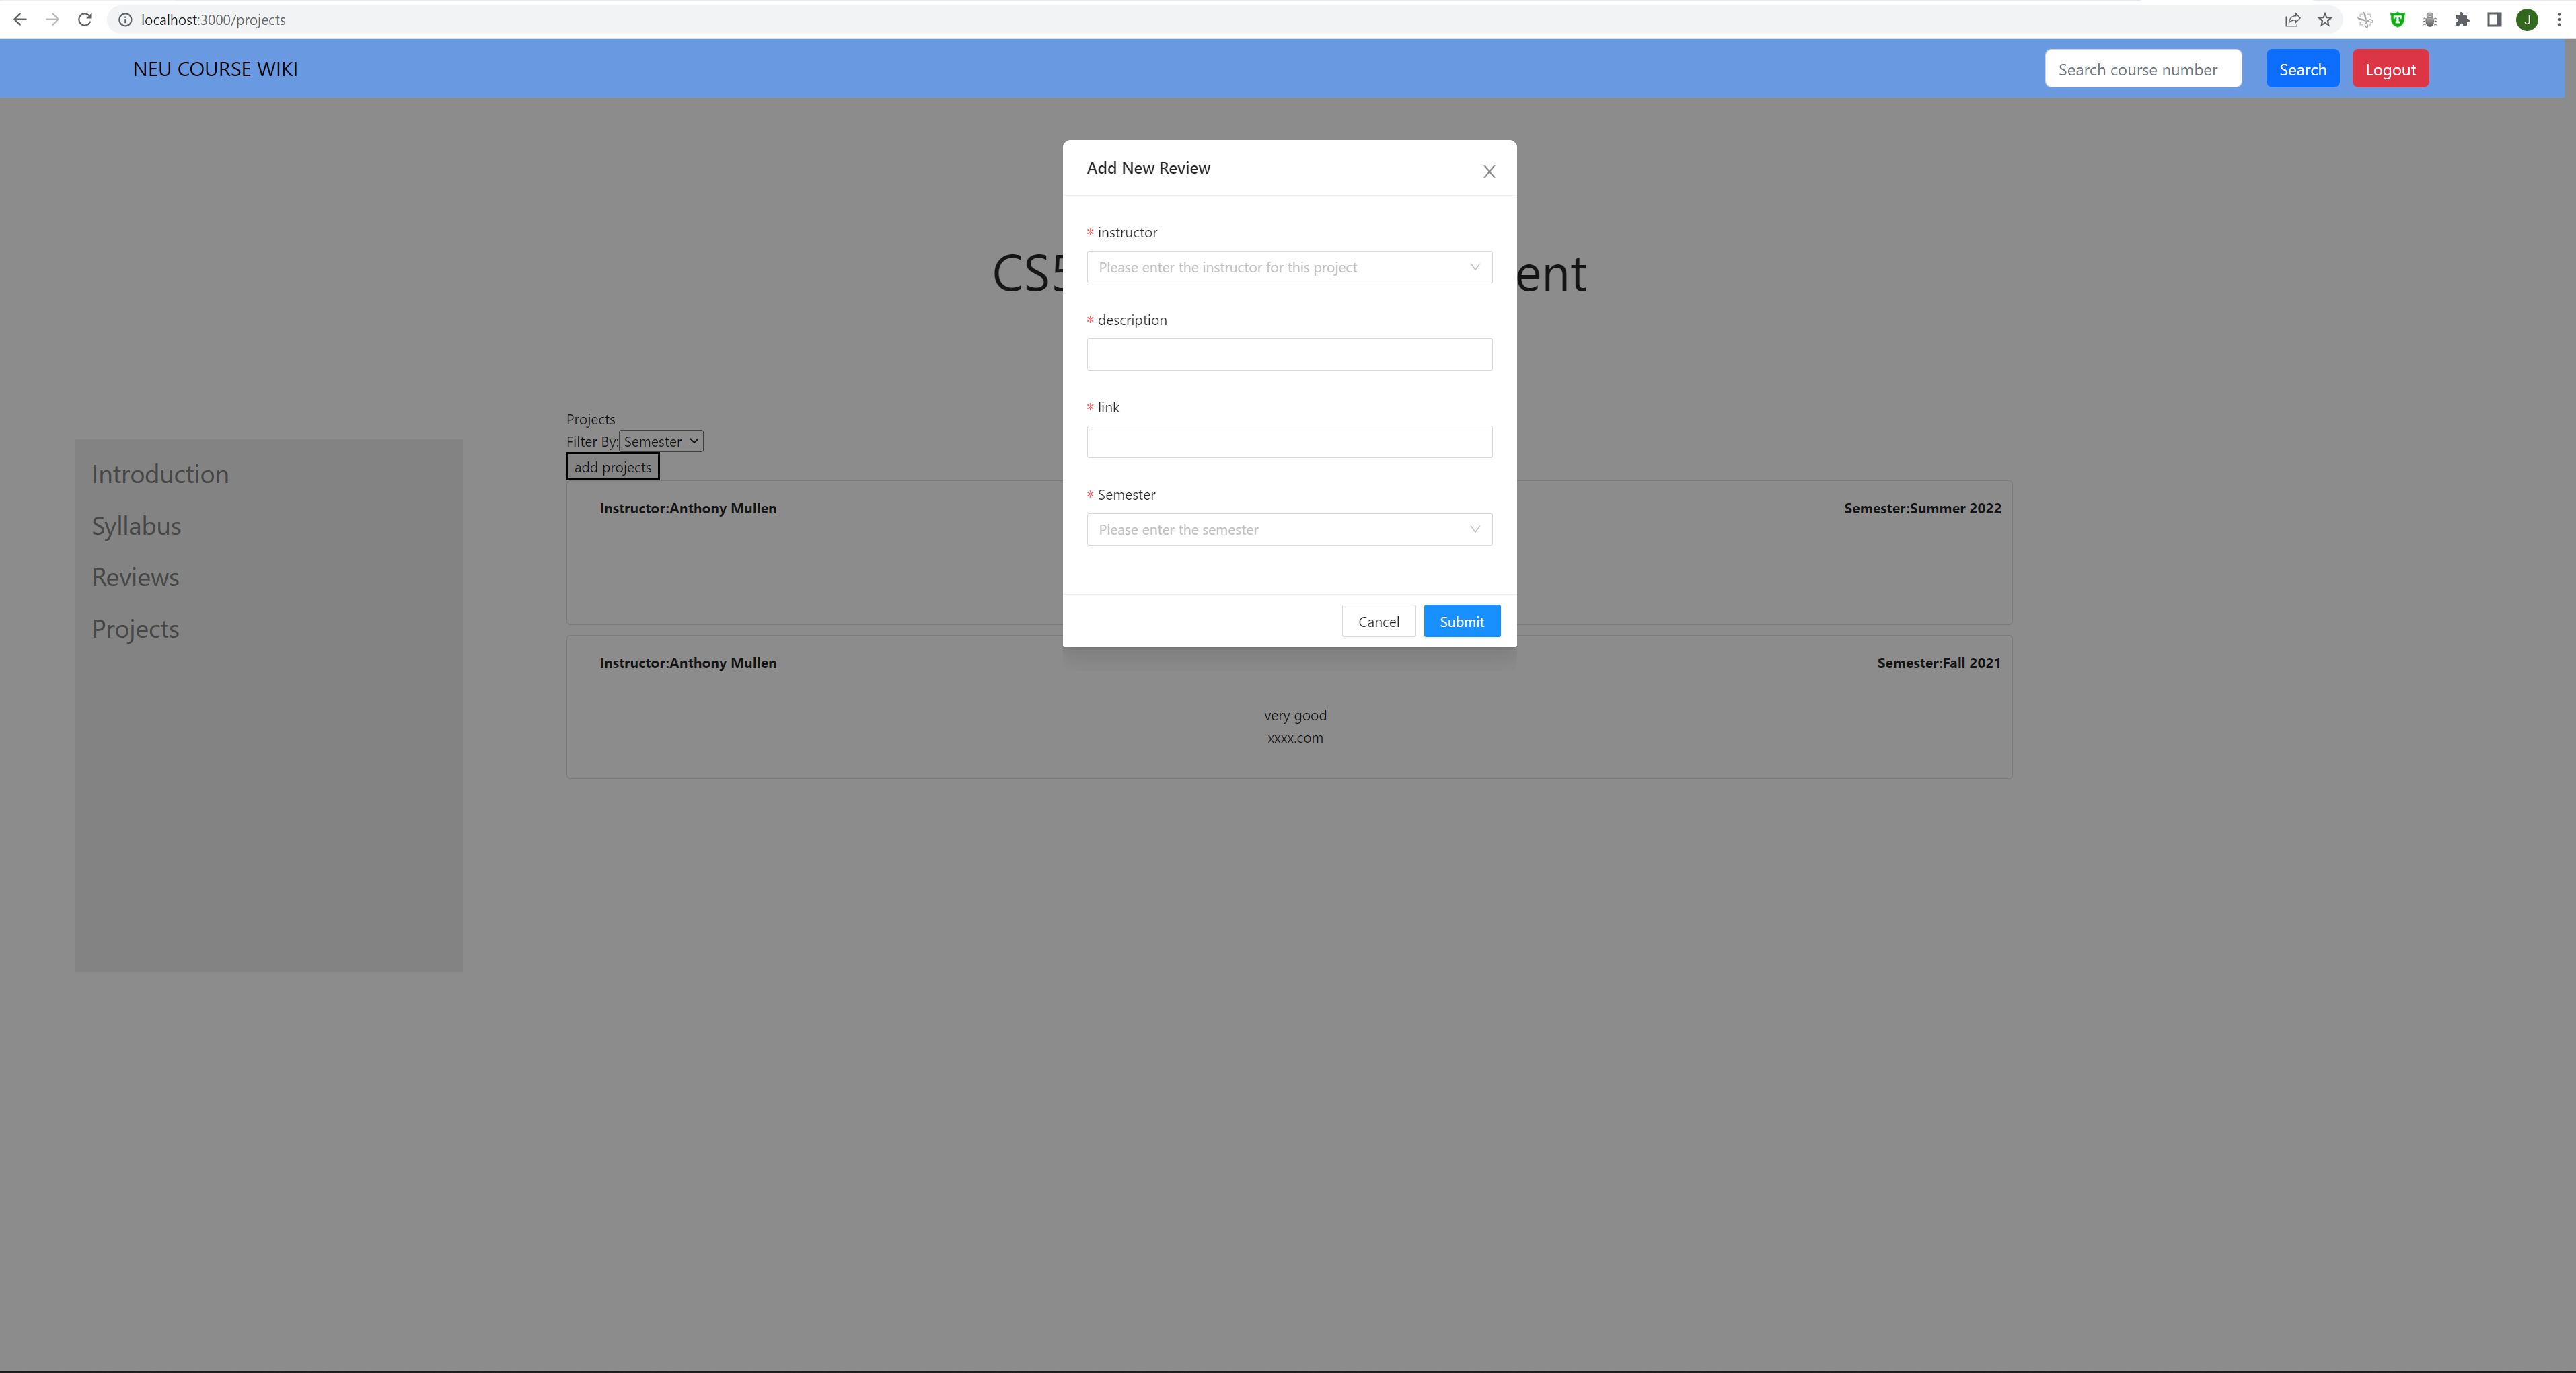 localhost:3000/projects
J
NEU COURSE WIKI
Search course number
Search
Logout
Add New Review
* instructor
Please enter the instructor for this project
CS5
ent
* description
* link
Projects
Filter By: Semester
add projects
* Semester
Please enter the semester
Introduction
Syllabus
Reviews
Projects
Instructor:Anthony Mullen
Semester:Summer 2022
Cancel
Submit
Instructor:Anthony Mullen
Semester:Fall 2021
very good
xxxx.com